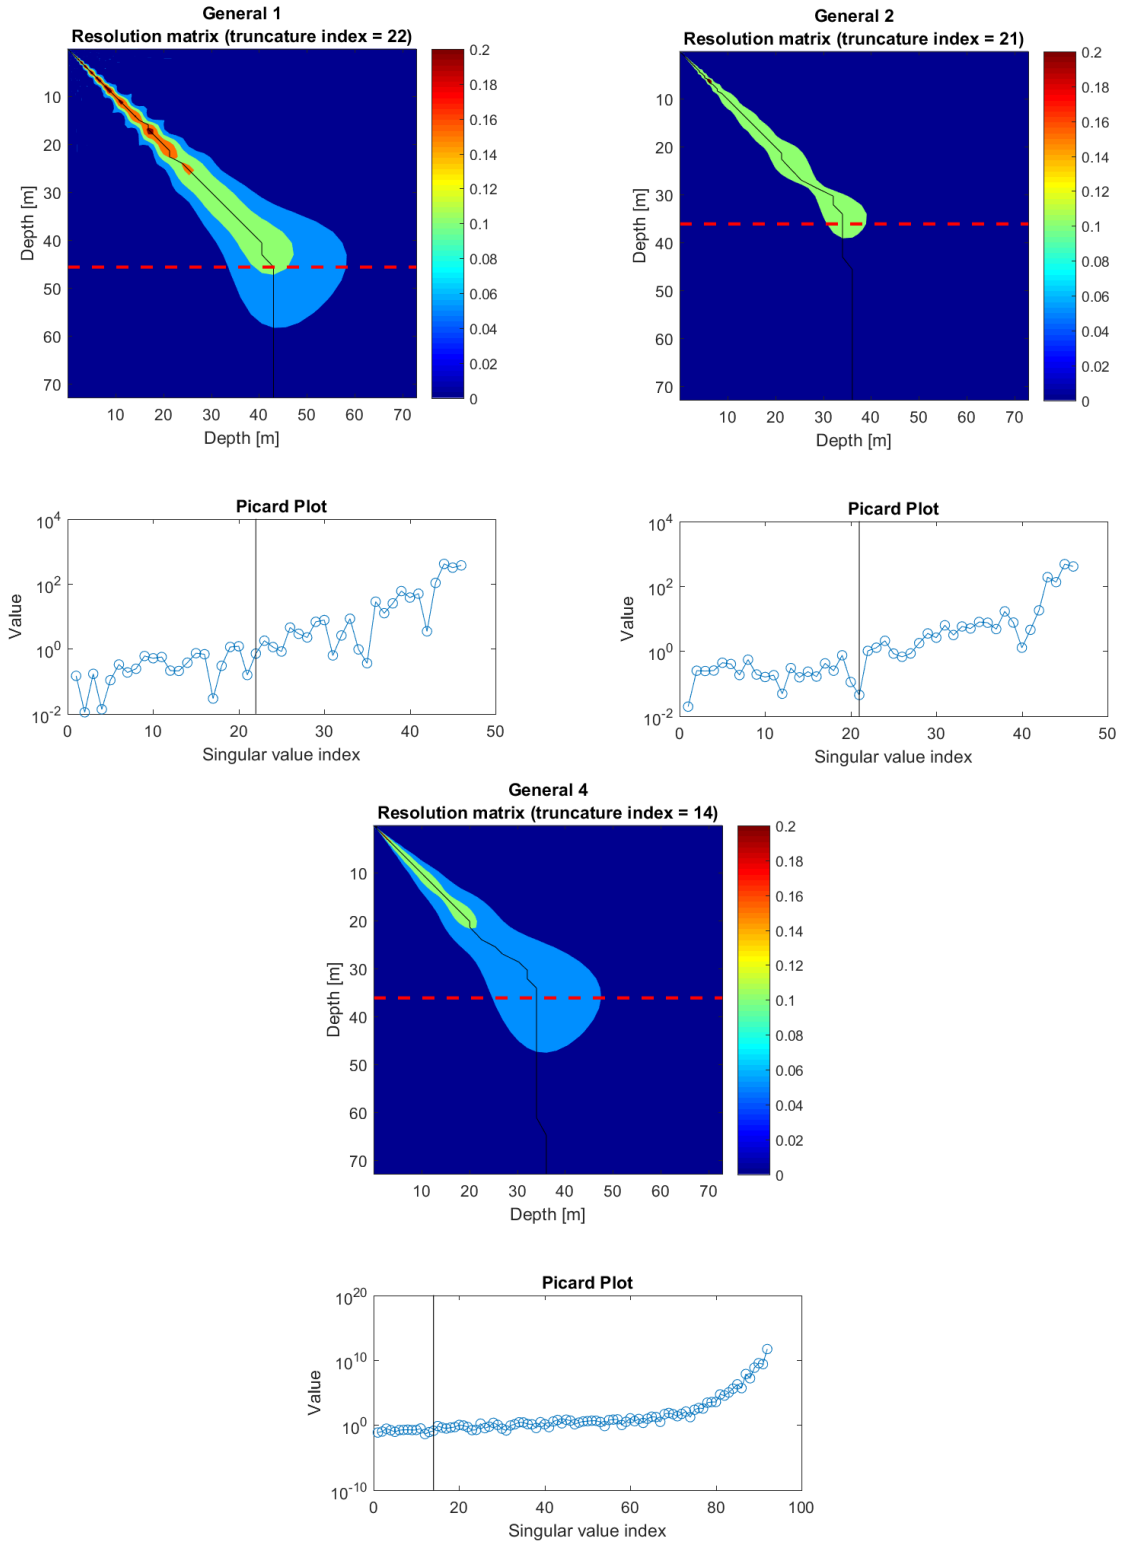 General 1
Resolution matrix (truncature index = 22)
0.2
0.18
0.16
0.14
0.12
0.1
0.08
0.06
0.04
0.02
0
10
20
30
40
50
60
70
Depth [m]
10 20 30 40 50 60 70
Depth [m]
General 2
Resolution matrix (truncature index = 21)
0.2
0.18
0.16
0.14
0.12
0.1
0.08
0.06
0.04
0.02
0
10
20
30
40
50
60
70
Depth [m]
10 20 30 40 50 60 70
Depth [m]
Picard Plot
10^4
10^2
10^0
10^-2
Value
0 10 20 30 40 50
Singular value index
Picard Plot
10^4
10^2
10^0
10^-2
Value
0 10 20 30 40 50
Singular value index
General 4
Resolution matrix (truncature index = 14)
0.2
0.18
0.16
0.14
0.12
0.1
0.08
0.06
0.04
0.02
0
10
20
30
40
50
60
70
Depth [m]
10 20 30 40 50 60 70
Depth [m]
Picard Plot
10^20
10^10
10^0
10^-10
Value
0 20 40 60 80 100
Singular value index